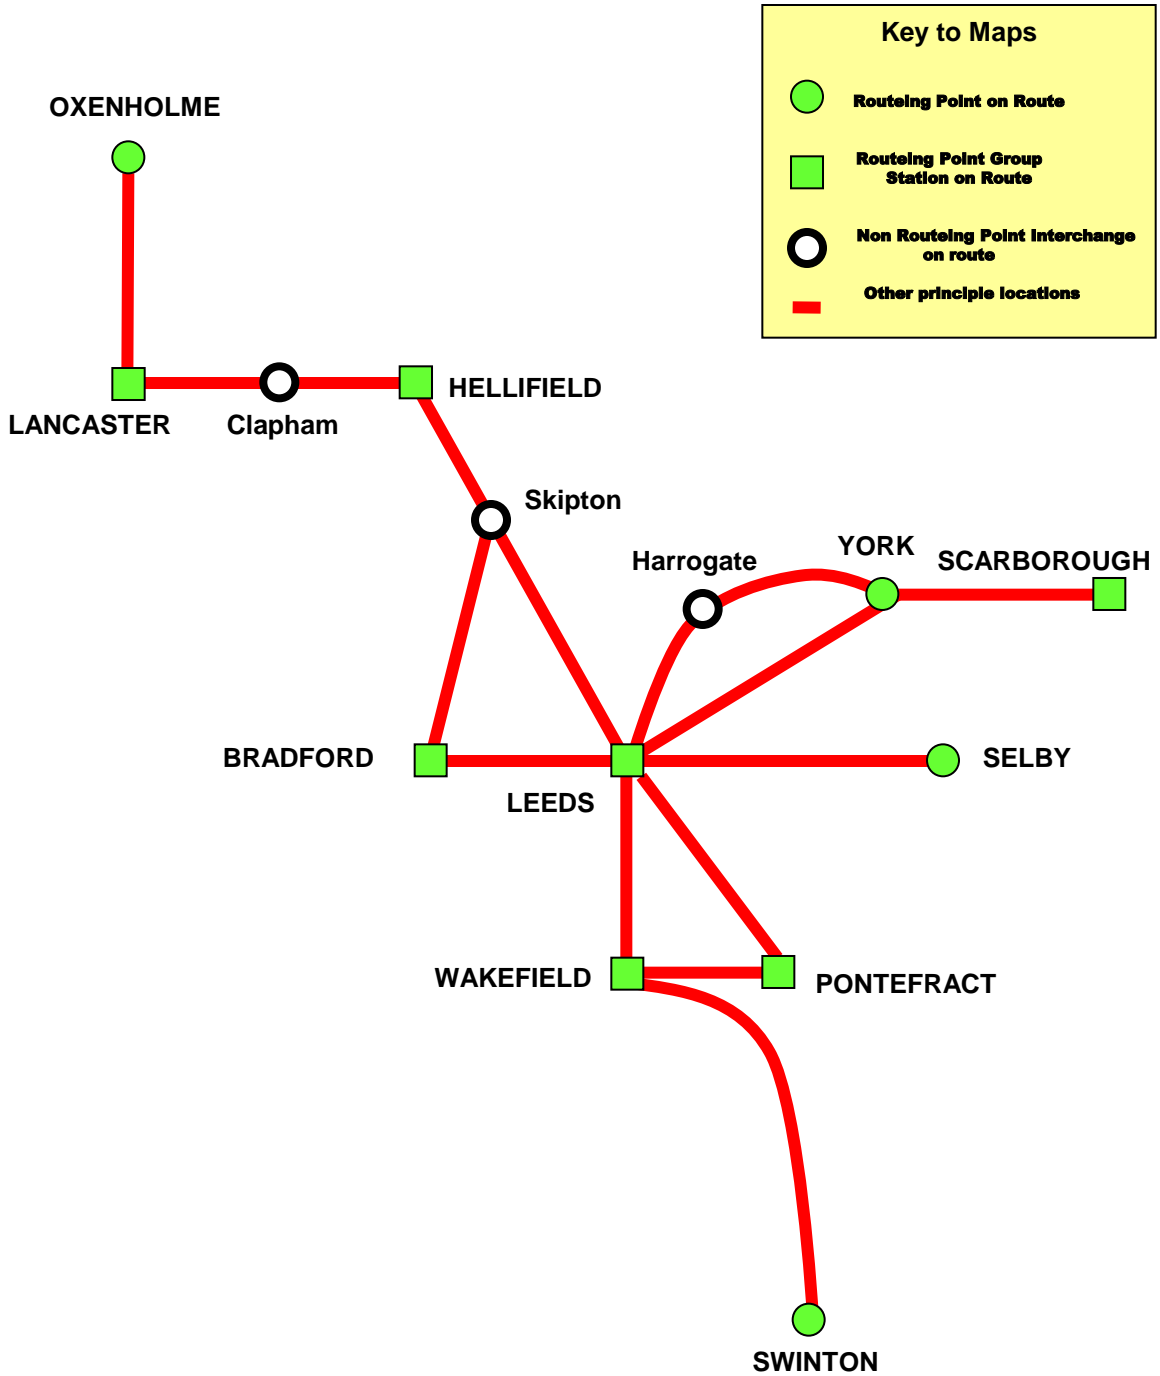 Key to Maps
Routeing Point on Route
Routeing Point Group
Station on Route
Non Routeing Point Interchange
on route
Other principle locations
OXENHOLME
LANCASTER
Clapham
HELLIFIELD
Skipton
Harrogate
YORK
SCARBOROUGH
BRADFORD
SELBY
LEEDS
WAKEFIELD
PONTEFRACT
SWINTON